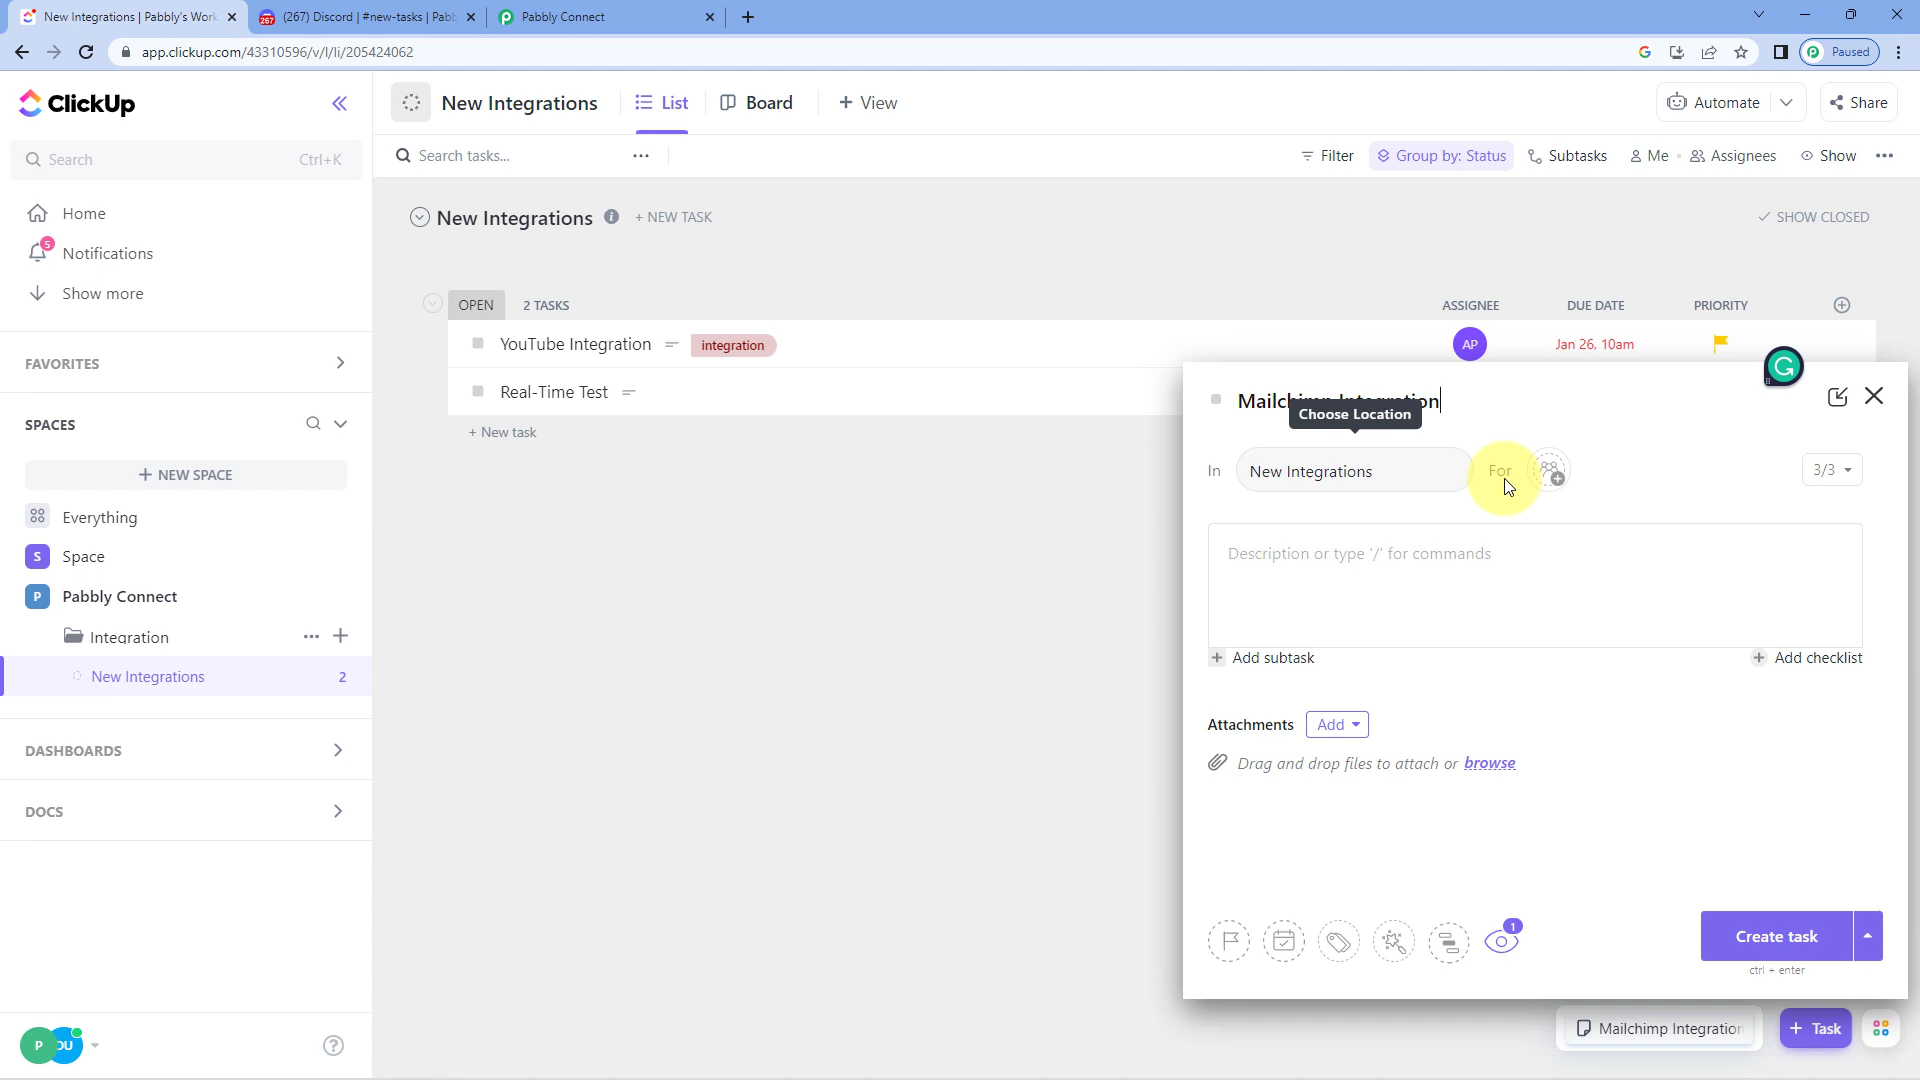 New Integrations | Pabbly's Work
267
(267) Discord | #new-tasks | Pabb
Pabbly Connect
app.clickup.com/43310596/v/l/li/205424062
Paused
ClickUp
New Integrations
List
Board
+ View
Automate
Share
Search
Ctrl+K
Search tasks...
Filter
Group by: Status
Subtasks
Me
Assignees
Show
Home
5
Notifications
Show more
New Integrations
+ NEW TASK
SHOW CLOSED
OPEN
2 TASKS
ASSIGNEE
DUE DATE
PRIORITY
YouTube Integration
integration
AP
Jan 26, 10am
Real-Time Test
+ New task
FAVORITES
SPACES
+ NEW SPACE
Everything
S
Space
P
Pabbly Connect
Integration
New Integrations
2
DASHBOARDS
DOCS
P
DU
Mailchimp Integration
Choose Location
In
New Integrations
For
3/3
Description or type '/' for commands
+ Add subtask
+ Add checklist
Attachments
Add
Drag and drop files to attach or browse
1
Create task
ctrl + enter
Mailchimp Integration
+ Task